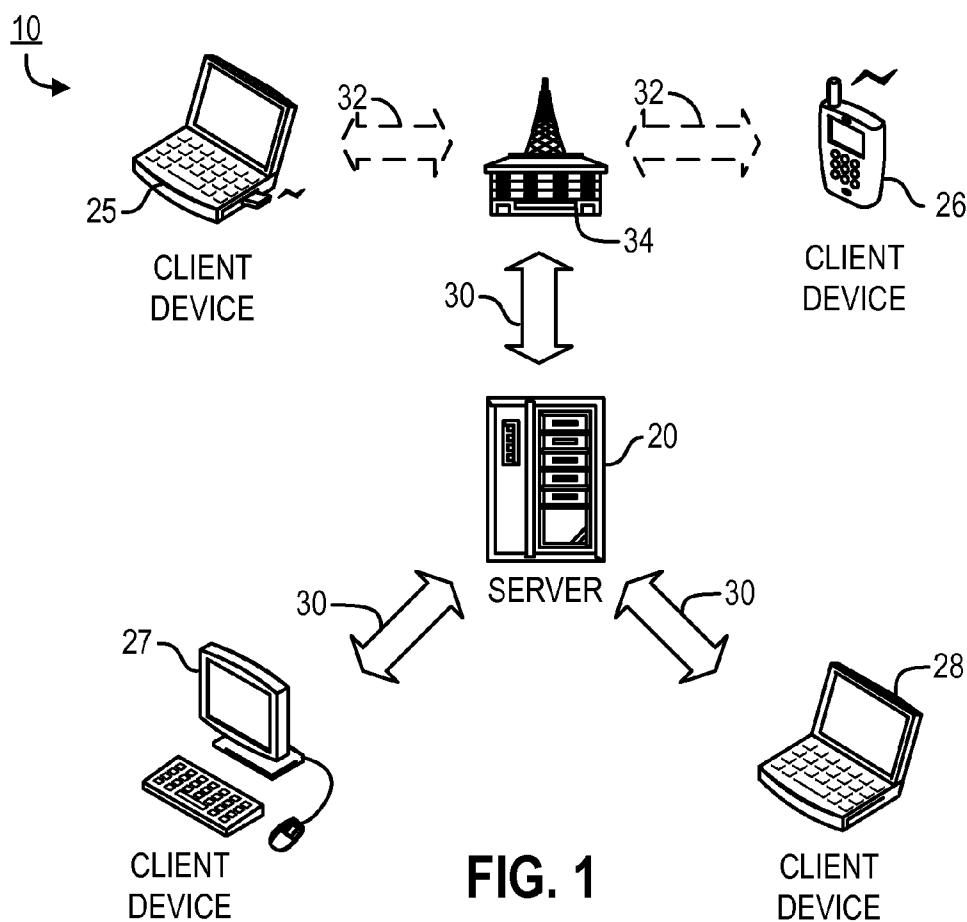 10
32
32
25
34
26
CLIENT
DEVICE
CLIENT
DEVICE
30
20
SERVER
30
30
27
28
CLIENT
DEVICE
FIG. 1
CLIENT
DEVICE